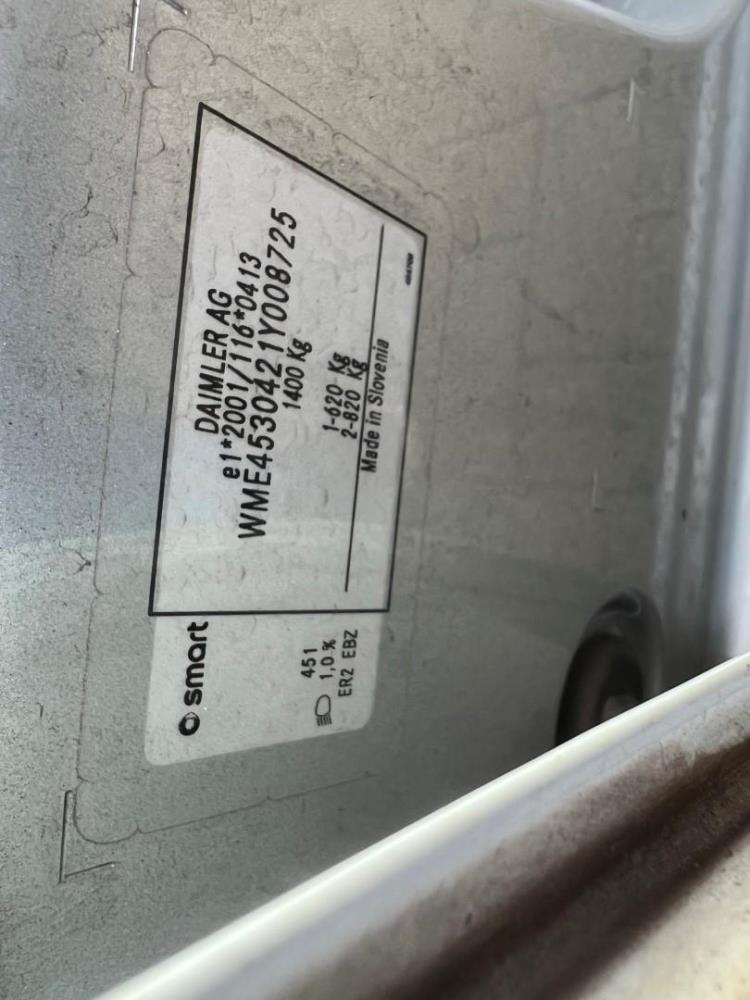 DAIMLER AG
e1*2001/116*0413
WME4530421Y008725
1400 Kg
1-620 Kg
2-820 Kg
Made in Slovenia
smart
451
1,0 %
ER2 EBZ